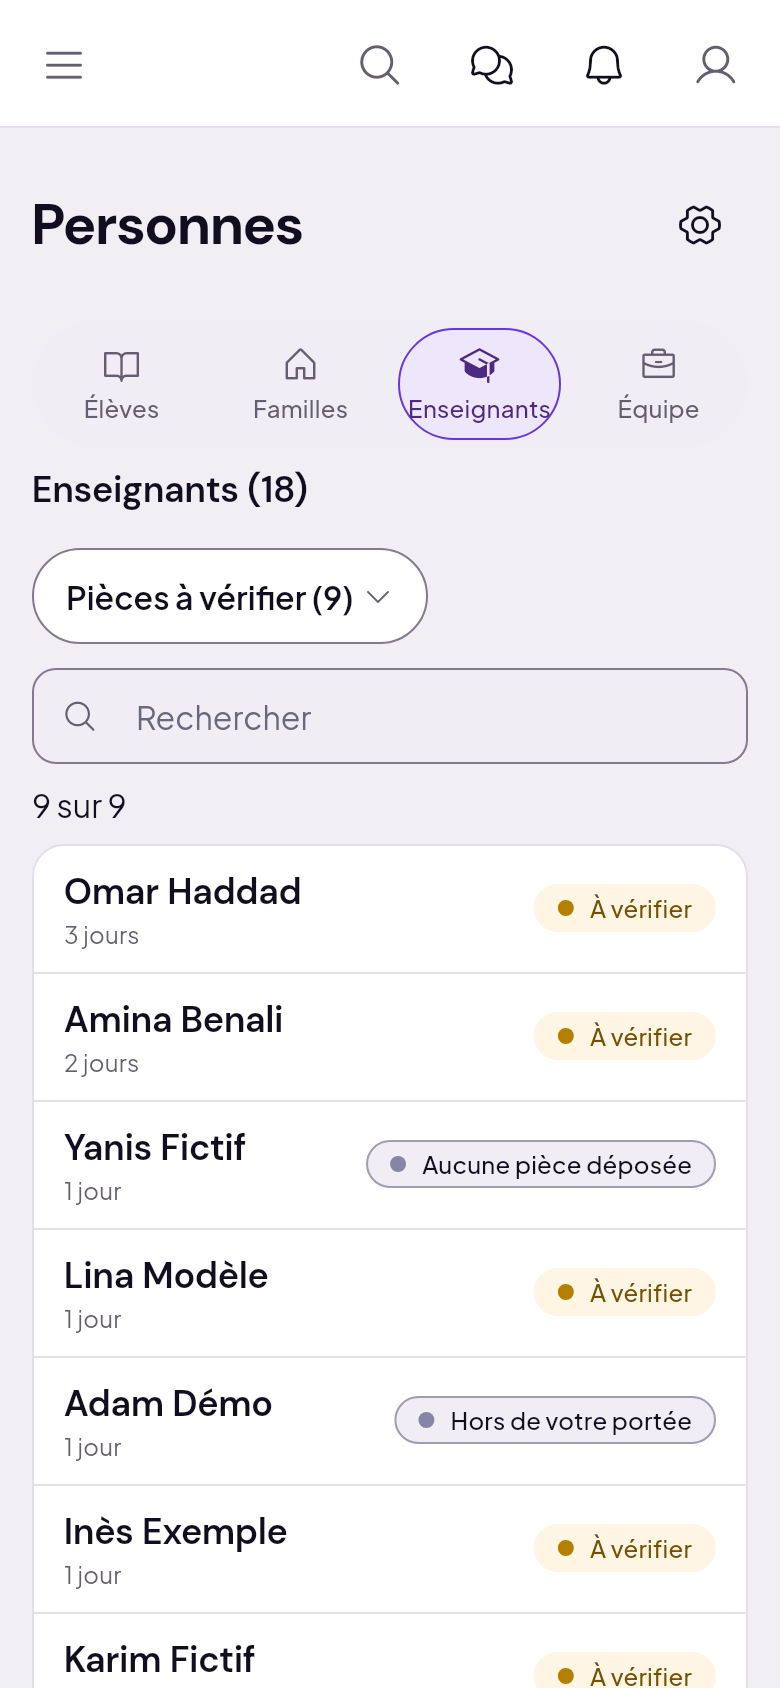 Personnes
Élèves
Familles
Enseignants
Équipe
Enseignants (18)
Pièces à vérifier (9)
Rechercher
9 sur 9
Omar Haddad
À vérifier
3 jours
Amina Benali
À vérifier
2 jours
Yanis Fictif
Aucune pièce déposée
1 jour
Lina Modèle
À vérifier
1 jour
Adam Démo
Hors de votre portée
1 jour
Inès Exemple
À vérifier
1 jour
Karim Fictif
À vérifier